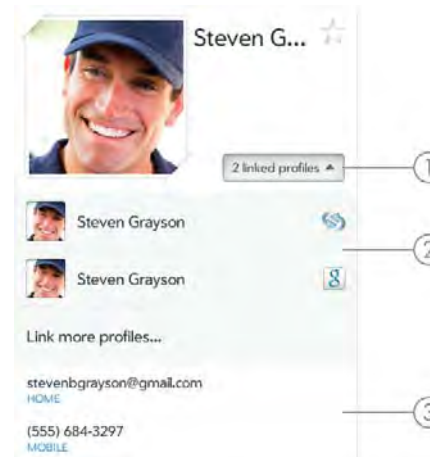 Steven G...
2 linked profiles
1
Steven Grayson
2
Steven Grayson
8
Link more profiles...
stevenbgrayson@gmail.com
HOME
3
(555) 684-3297
MOBILE